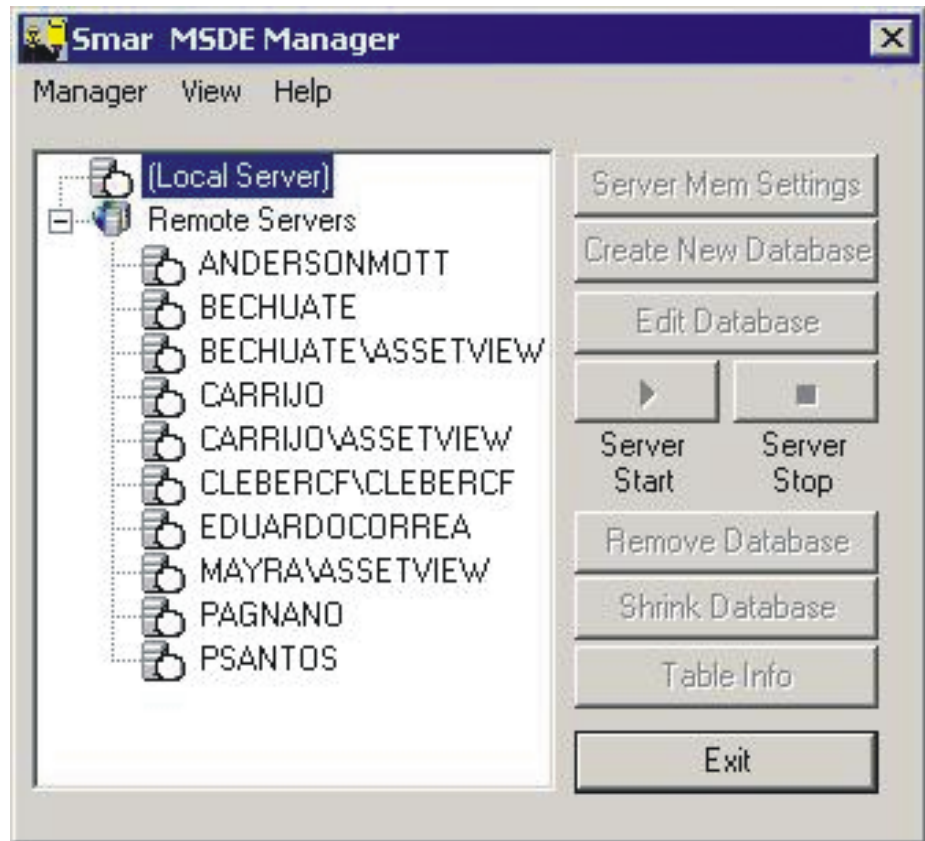 Smar MSDE Manager
Manager View Help
(Local Server)
Remote Servers
ANDERSONMOTT
BECHUATE
BECHUATE\ASSETVIEW
CARRIJO
CARRIJO\ASSETVIEW
CLEBERCF\CLEBERCF
EDUARDOCORREA
MAYRA\ASSETVIEW
PAGNANO
PSANTOS
Server Mem Settings
Create New Database
Edit Database
Server Start
Server Stop
Remove Database
Shrink Database
Table Info
Exit